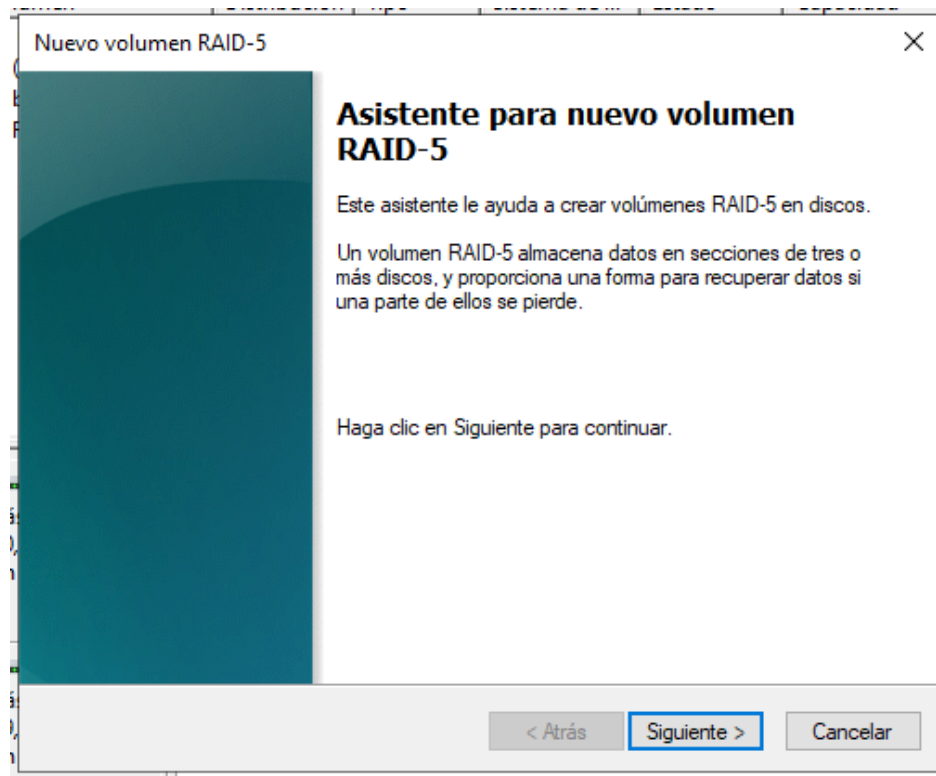 Nuevo volumen RAID-5
Asistente para nuevo volumen
RAID-5
Este asistente le ayuda a crear volúmenes RAID-5 en discos.
Un volumen RAID-5 almacena datos en secciones de tres o
más discos, y proporciona una forma para recuperar datos si
una parte de ellos se pierde.
Haga clic en Siguiente para continuar.
< Atrás Siguiente > Cancelar